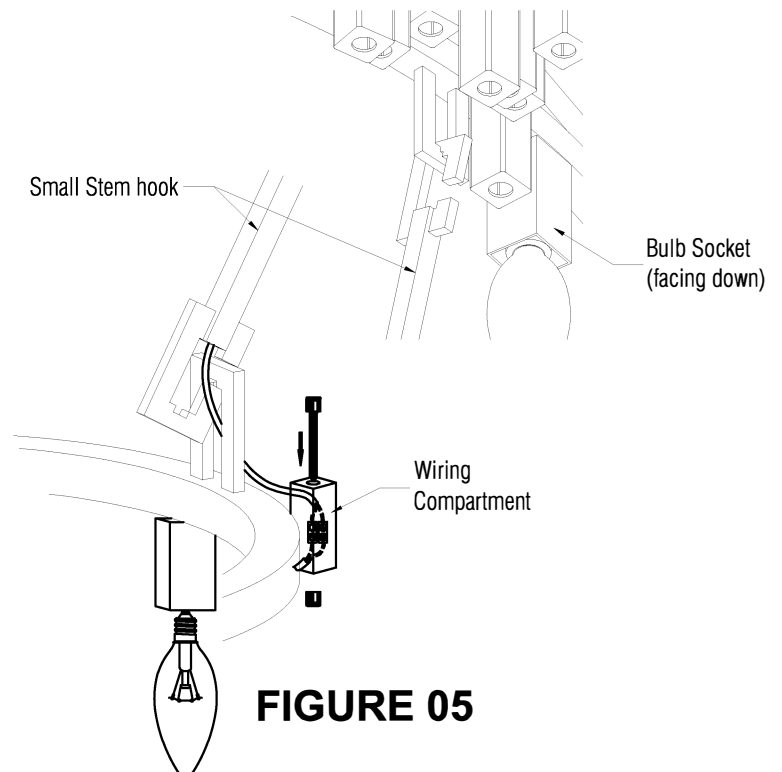 Small Stem hook
Bulb Socket
(facing down)
Wiring
Compartment
FIGURE 05